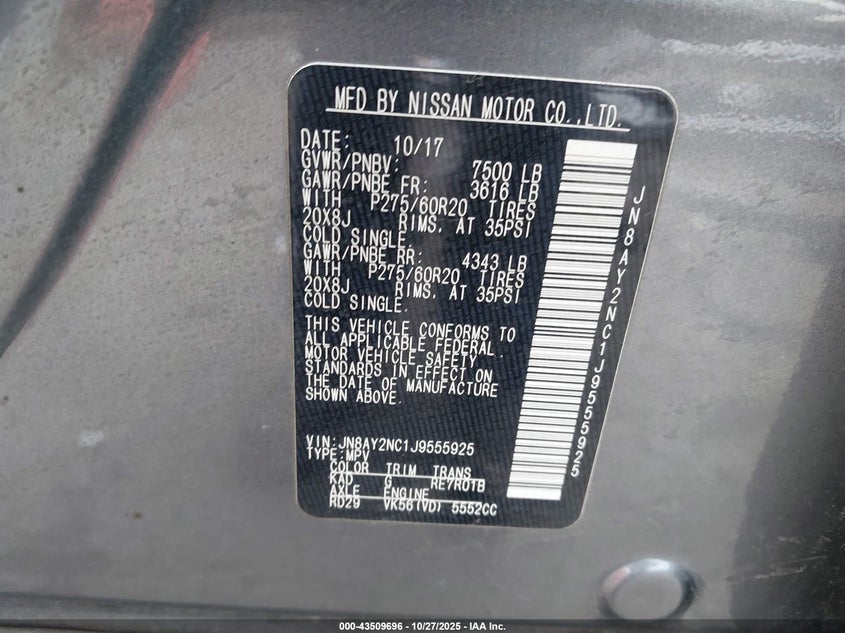 MFD BY NISSAN MOTOR CO.,LTD.
DATE: 10/17
GVWR/PNBV: 7500 LB
GAWR/PNBE FR: 3616 LB
WITH P275/60R20 TIRES
20X8J RIMS, AT 35PSI
COLD SINGLE.
GAWR/PNBE RR: 4343 LB
WITH P275/60R20 TIRES
20X8J RIMS, AT 35PSI
COLD SINGLE.
THIS VEHICLE CONFORMS TO
ALL APPLICABLE FEDERAL
MOTOR VEHICLE SAFETY
STANDARDS IN EFFECT ON
THE DATE OF MANUFACTURE
SHOWN ABOVE.
VIN:JN8AY2NC1J9555925
TYPE:MPV
COLOR TRIM TRANS
KAD G RE7R01B
AXLE ENGINE
RD29 VK56(VD) 5552CC
JN8AY2NC1J9555925
000-43509696 - 10/27/2025 - IAA Inc.